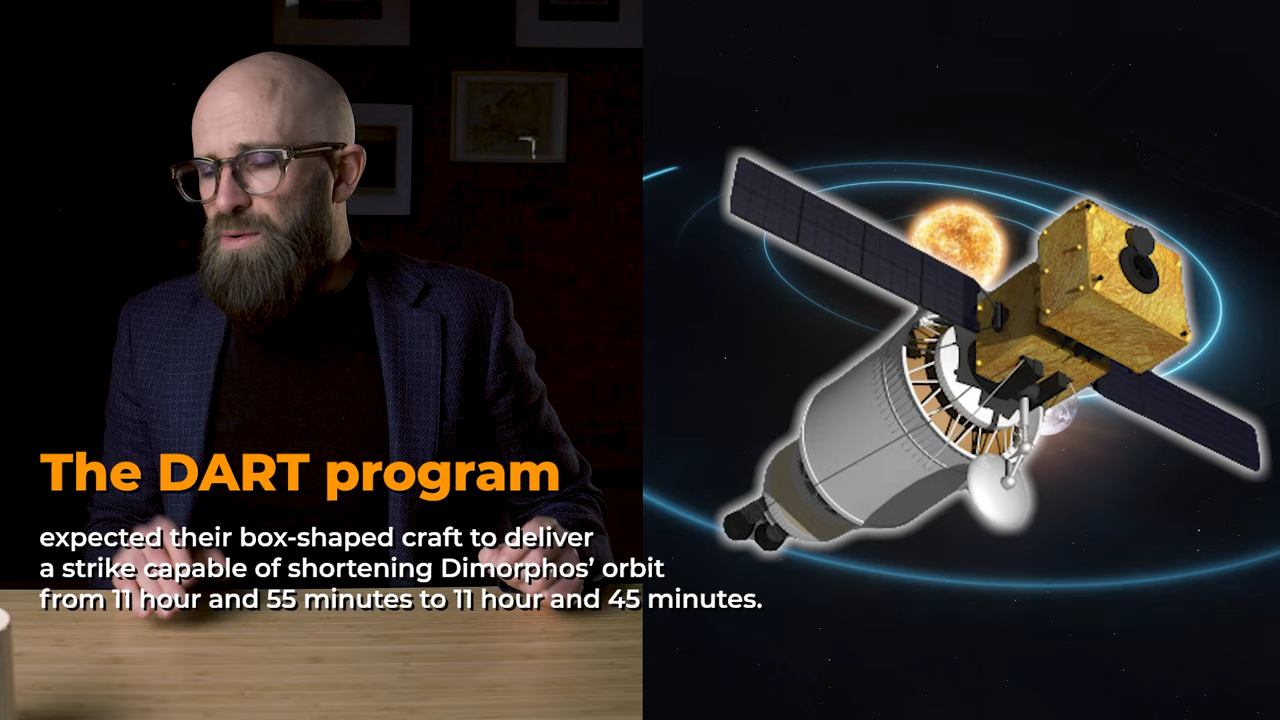 The DART program
expected their box-shaped craft to deliver
a strike capable of shortening Dimorphos’ orbit
from 11 hour and 55 minutes to 11 hour and 45 minutes.